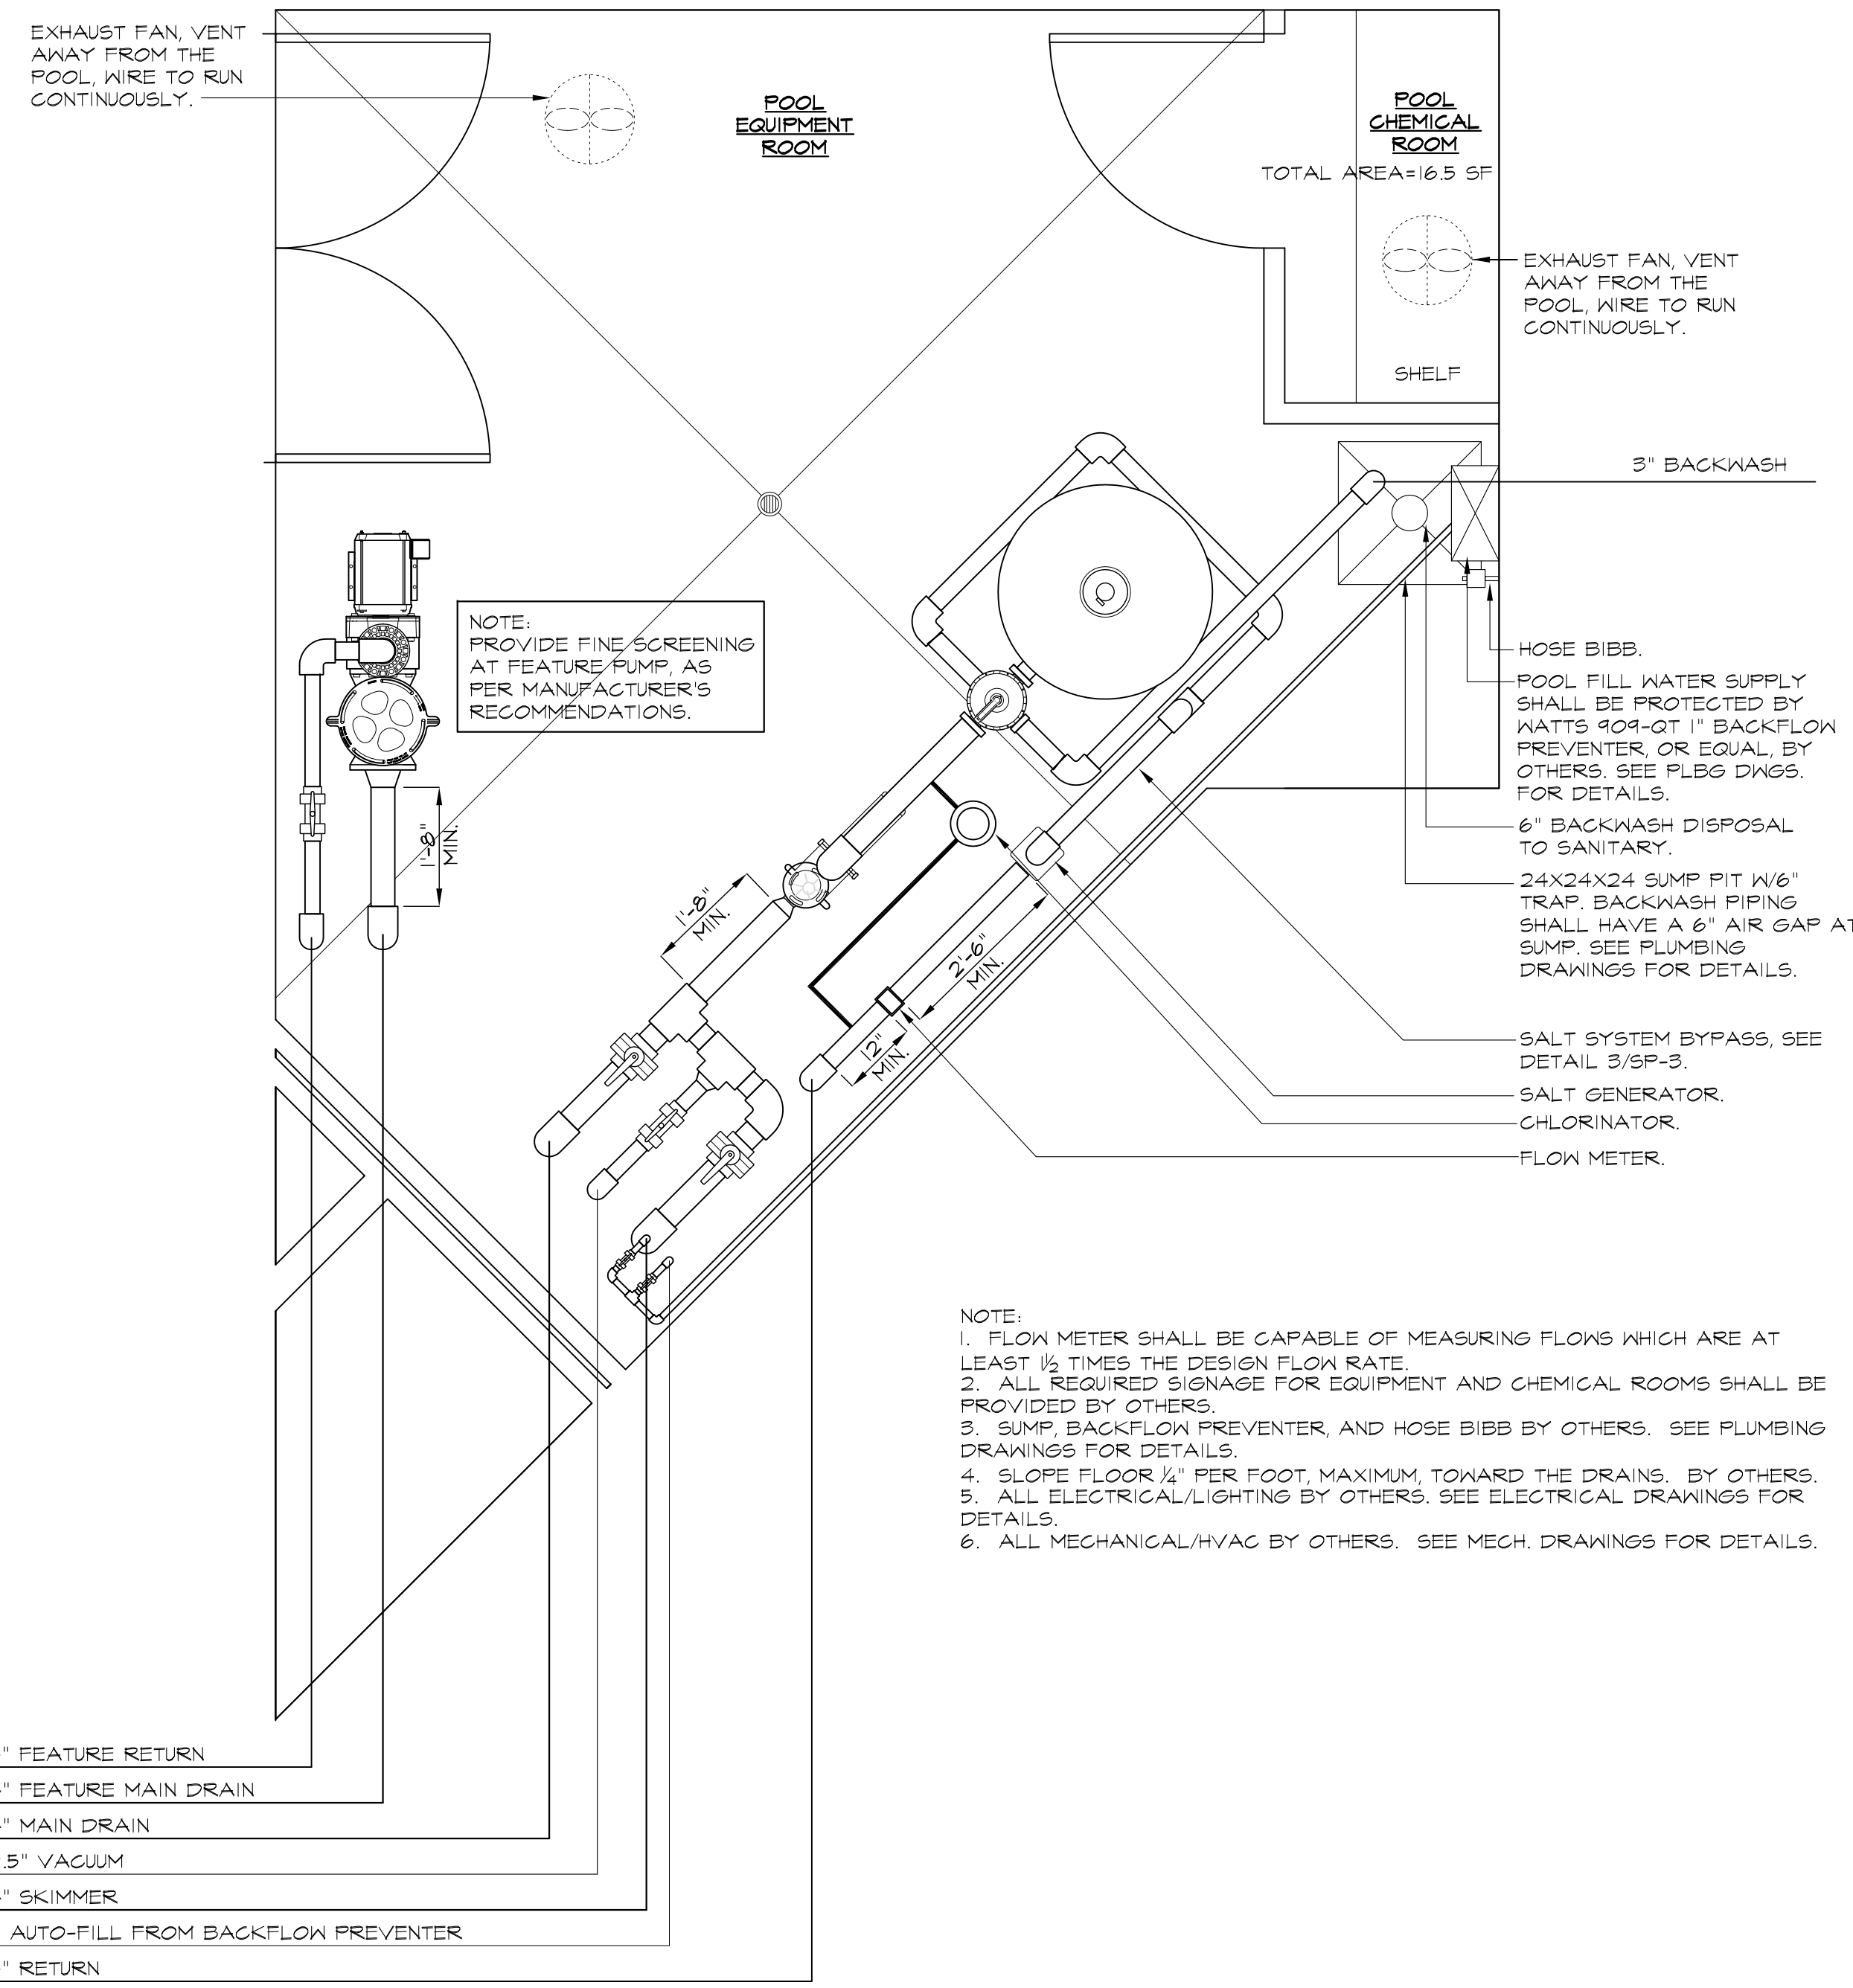 EXHAUST FAN, VENT
AWAY FROM THE
POOL, WIRE TO RUN
CONTINUOUSLY.
POOL
EQUIPMENT
ROOM
POOL
CHEMICAL
ROOM
TOTAL AREA=16.5 SF
EXHAUST FAN, VENT
AWAY FROM THE
POOL, WIRE TO RUN
CONTINUOUSLY.
SHELF
3" BACKWASH
NOTE:
PROVIDE FINE SCREENING
AT FEATURE PUMP, AS
PER MANUFACTURER'S
RECOMMENDATIONS.
HOSE BIBB.
POOL FILL WATER SUPPLY
SHALL BE PROTECTED BY
WATTS 909-QT 1" BACKFLOW
PREVENTER, OR EQUAL, BY
OTHERS. SEE PLBG DWGS.
FOR DETAILS.
6" BACKWASH DISPOSAL
TO SANITARY.
24X24X24 SUMP PIT W/6"
TRAP. BACKWASH PIPING
SHALL HAVE A 6" AIR GAP AT
SUMP. SEE PLUMBING
DRAWINGS FOR DETAILS.
1'-8"
MIN.
1'-8"
MIN.
2'-6"
MIN.
12"
MIN.
SALT SYSTEM BYPASS, SEE
DETAIL 3/SP-3.
SALT GENERATOR.
CHLORINATOR.
FLOW METER.
NOTE:
1. FLOW METER SHALL BE CAPABLE OF MEASURING FLOWS WHICH ARE AT
LEAST 1½ TIMES THE DESIGN FLOW RATE.
2. ALL REQUIRED SIGNAGE FOR EQUIPMENT AND CHEMICAL ROOMS SHALL BE
PROVIDED BY OTHERS.
3. SUMP, BACKFLOW PREVENTER, AND HOSE BIBB BY OTHERS. SEE PLUMBING
DRAWINGS FOR DETAILS.
4. SLOPE FLOOR ¼" PER FOOT, MAXIMUM, TOWARD THE DRAINS. BY OTHERS.
5. ALL ELECTRICAL/LIGHTING BY OTHERS. SEE ELECTRICAL DRAWINGS FOR
DETAILS.
6. ALL MECHANICAL/HVAC BY OTHERS. SEE MECH. DRAWINGS FOR DETAILS.
" FEATURE RETURN
" FEATURE MAIN DRAIN
" MAIN DRAIN
.5" VACUUM
" SKIMMER
AUTO-FILL FROM BACKFLOW PREVENTER
" RETURN